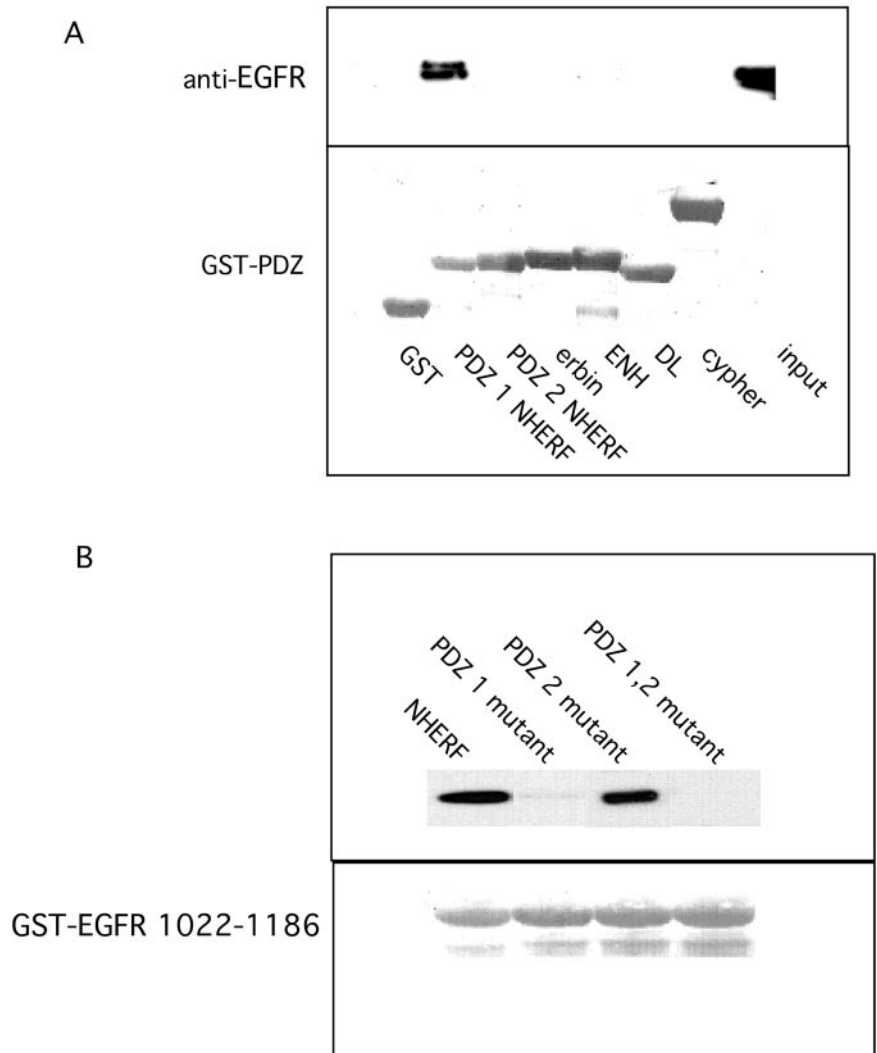 A
anti-EGFR
GST-PDZ
GST
PDZ 1 NHERF
PDZ 2 NHERF
erbin
ENH
DL
cypher
input
B
NHERF
PDZ 1 mutant
PDZ 2 mutant
PDZ 1,2 mutant
GST-EGFR 1022-1186